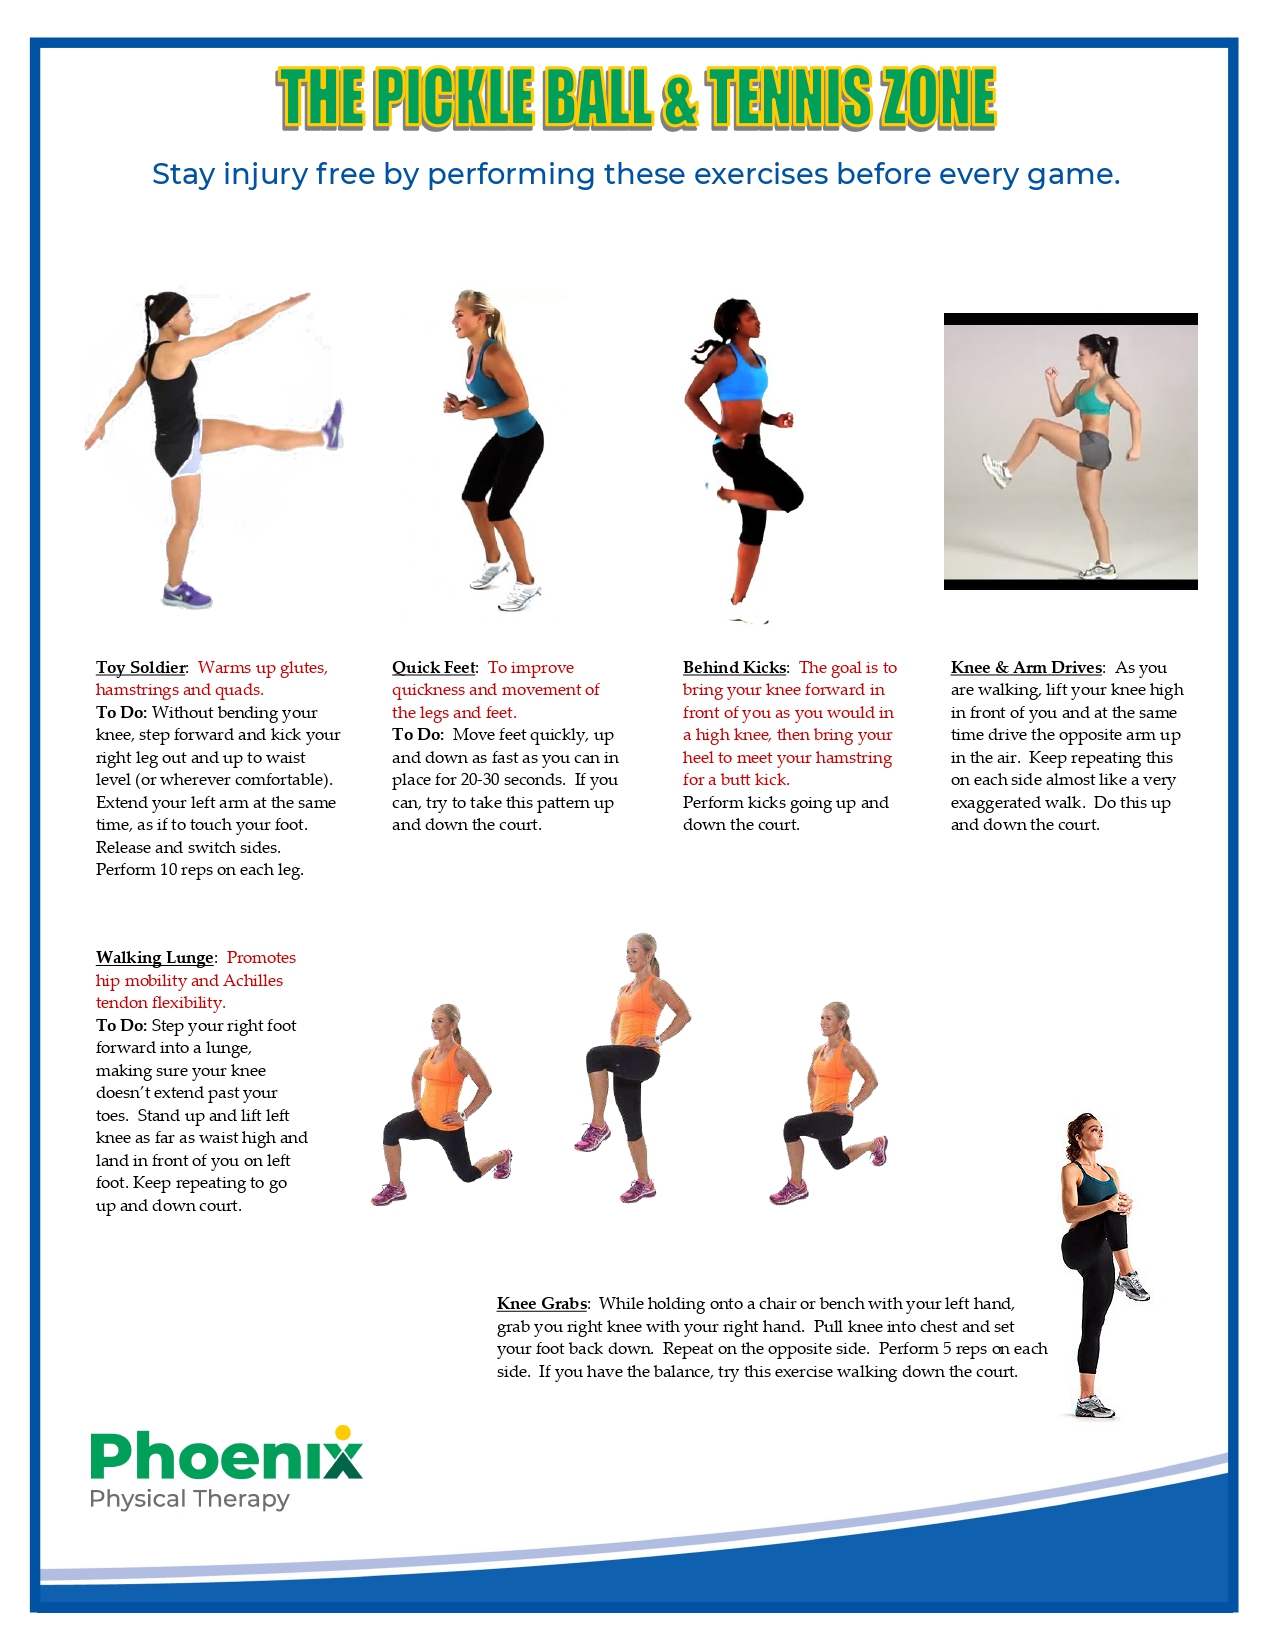 THE PICKLE BALL & TENNIS ZONE
Stay injury free by performing these exercises before every game.
Toy Soldier:  Warms up glutes,
hamstrings and quads.
To Do: Without bending your
knee, step forward and kick your
right leg out and up to waist
level (or wherever comfortable).
Extend your left arm at the same
time, as if to touch your foot.
Release and switch sides.
Perform 10 reps on each leg.
Quick Feet:  To improve
quickness and movement of
the legs and feet.
To Do:  Move feet quickly, up
and down as fast as you can in
place for 20-30 seconds.  If you
can, try to take this pattern up
and down the court.
Behind Kicks:  The goal is to
bring your knee forward in
front of you as you would in
a high knee, then bring your
heel to meet your hamstring
for a butt kick.
Perform kicks going up and
down the court.
Knee & Arm Drives:  As you
are walking, lift your knee high
in front of you and at the same
time drive the opposite arm up
in the air.  Keep repeating this
on each side almost like a very
exaggerated walk.  Do this up
and down the court.
Walking Lunge:  Promotes
hip mobility and Achilles
tendon flexibility.
To Do: Step your right foot
forward into a lunge,
making sure your knee
doesn't extend past your
toes.  Stand up and lift left
knee as far as waist high and
land in front of you on left
foot. Keep repeating to go
up and down court.
Knee Grabs:  While holding onto a chair or bench with your left hand,
grab you right knee with your right hand.  Pull knee into chest and set
your foot back down.  Repeat on the opposite side.  Perform 5 reps on each
side.  If you have the balance, try this exercise walking down the court.
Phoenix
Physical Therapy